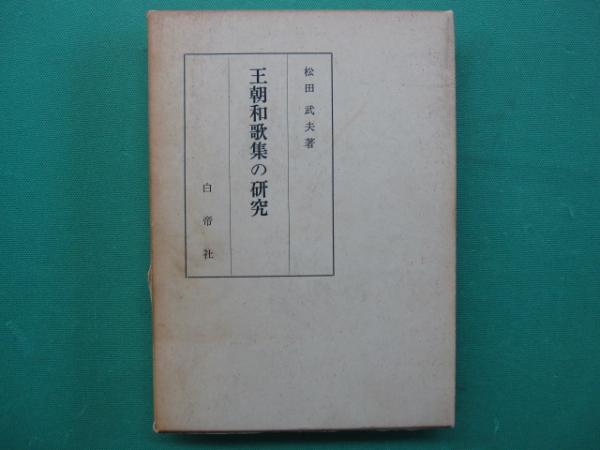 松田 武夫 著
王朝和歌集の研究
白帝社